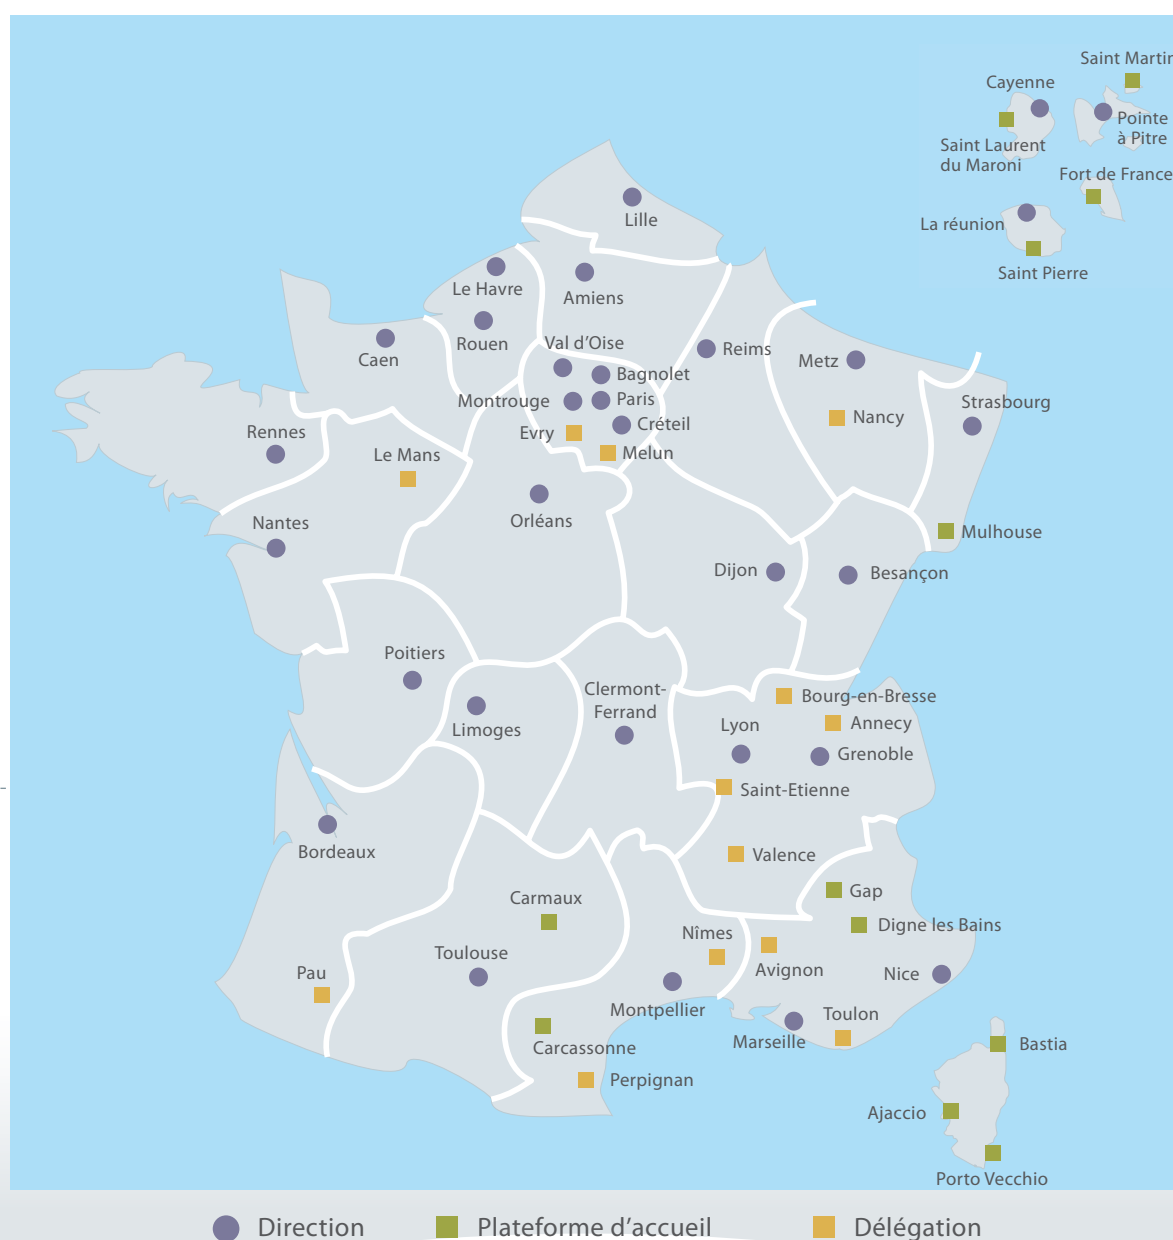 Saint Martin
Cayenne
Pointe
à Pitre
Saint Laurent
du Maroni
Fort de France
La réunion
Saint Pierre
Lille
Le Havre
Amiens
Rouen
Val d'Oise
Caen
Reims
Metz
Bagnolet
Montrouge
Paris
Strasbourg
Evry
Créteil
Nancy
Rennes
Le Mans
Melun
Nantes
Orléans
Mulhouse
Dijon
Besançon
Poitiers
Clermont-
Ferrand
Bourg-en-Bresse
Limoges
Lyon
Annecy
Grenoble
Saint-Etienne
Bordeaux
Valence
Gap
Carmaux
Digne les Bains
Nîmes
Toulouse
Avignon
Pau
Nice
Montpellier
Toulon
Marseille
Carcassonne
Bastia
Perpignan
Ajaccio
Porto Vecchio
Direction
Plateforme d'accueil
Délégation